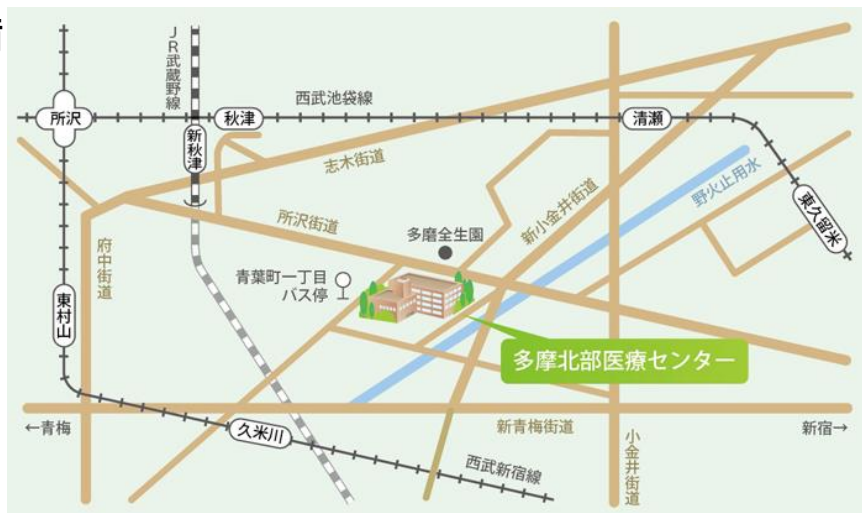 JR武蔵野線
西武池袋線
所沢
秋津
新秋津
清瀬
志木街道
所沢街道
新小金井街道
野火止用水
東久留米
多磨全生園
府中街道
青葉町一丁目
バス停
東村山
多摩北部医療センター
←青梅
久米川
新青梅街道
新宿→
小金井街道
西武新宿線